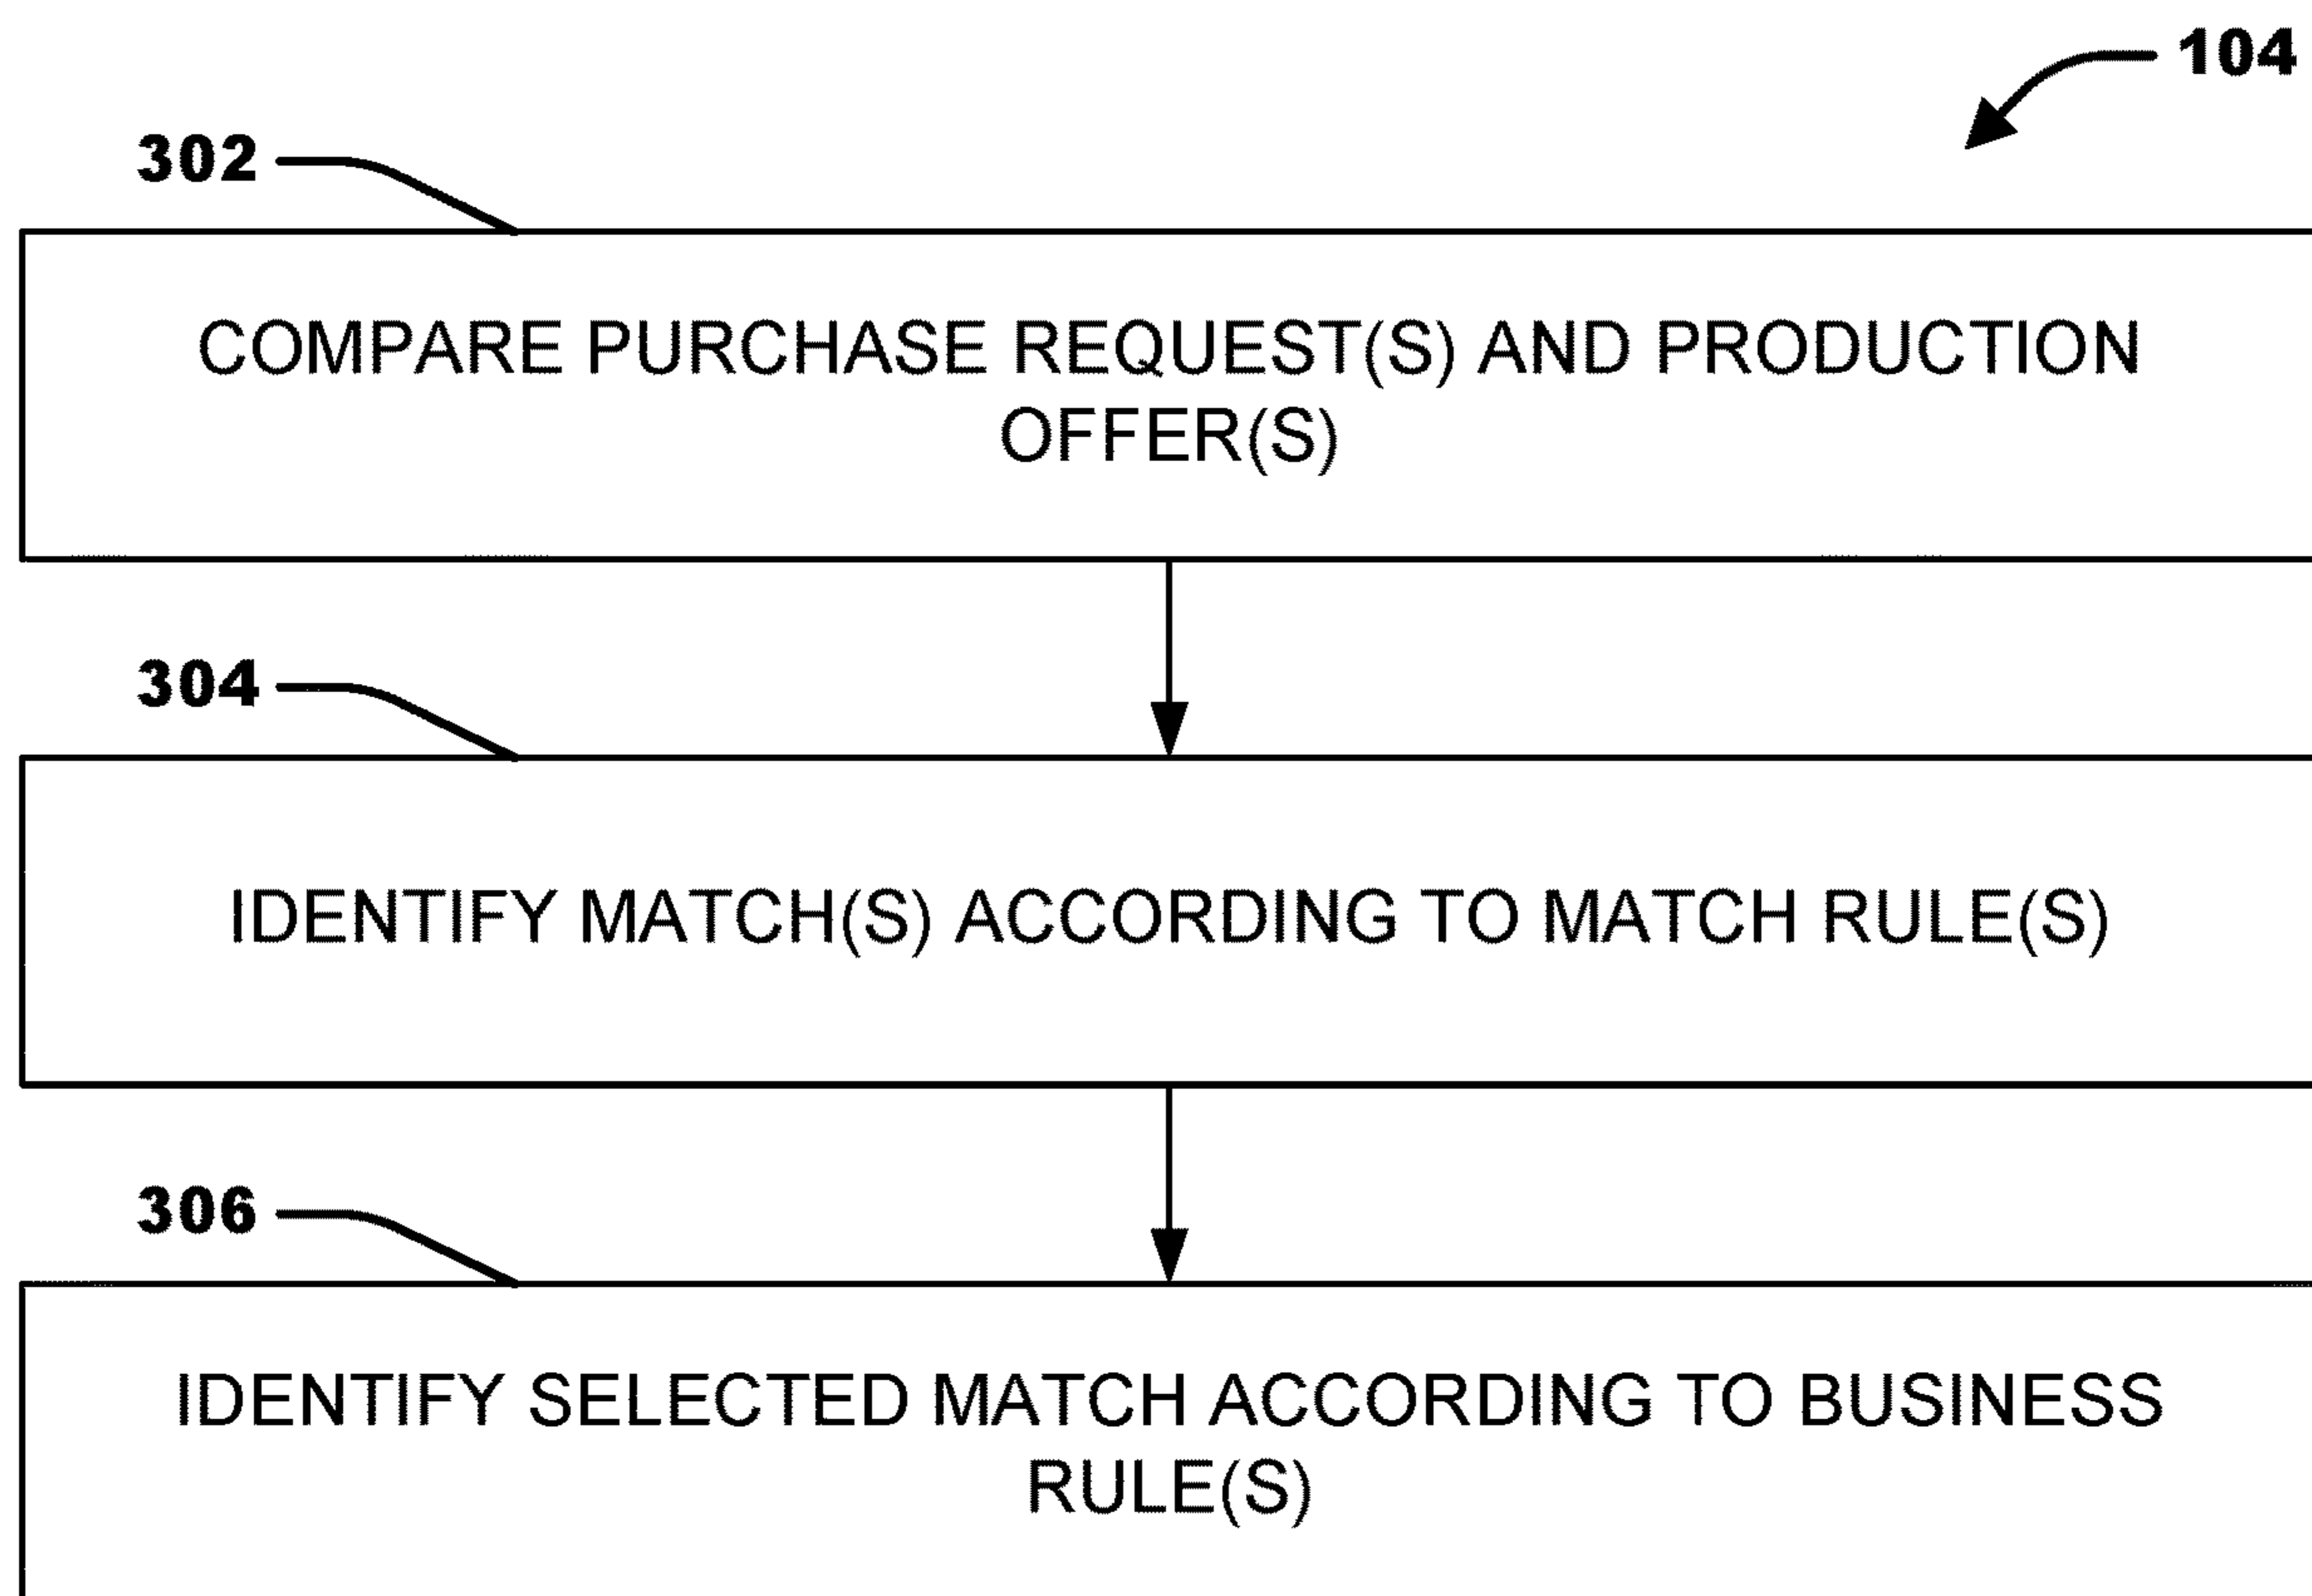 104
302
COMPARE PURCHASE REQUEST(S) AND PRODUCTION
OFFER(S)
304
IDENTIFY MATCH(S) ACCORDING TO MATCH RULE(S)
306
IDENTIFY SELECTED MATCH ACCORDING TO BUSINESS
RULE(S)